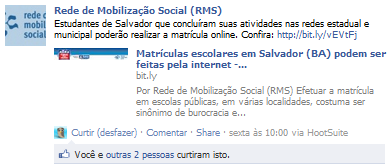 rede de
mobiliz
social
Rede de Mobilização Social (RMS)
Estudantes de Salvador que concluíram suas atividades nas redes estadual e
municipal poderão realizar a matrícula online. Confira: http://bit.ly/vEVtFj
Matrículas escolares em Salvador (BA) podem ser
feitas pela internet -...
bit.ly
Por Rede de Mobilização Social (RMS) Efetuar a matrícula
em escolas públicas, em várias localidades, costuma ser
sinônimo de burocracia e...
Curtir (desfazer) · Comentar · Share · sexta às 10:00 via HootSuite
Você e outras 2 pessoas curtiram isto.